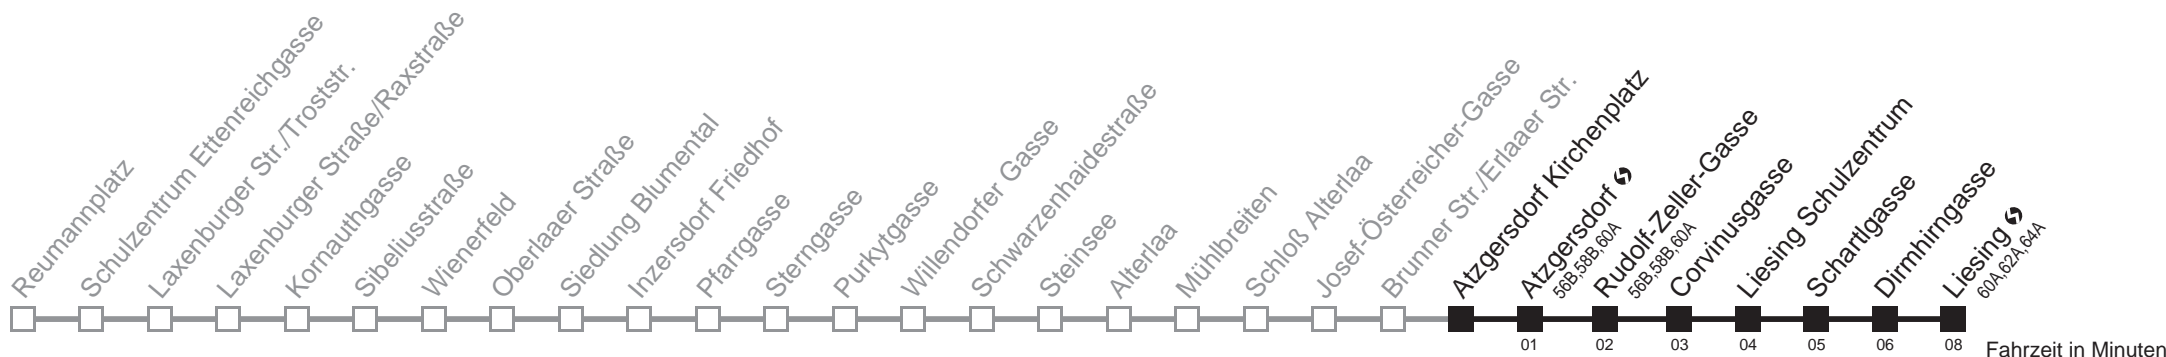 Reumannplatz
Schulzentrum Ettenreichgasse
Laxenburger Str./Troststr.
Laxenburger Straße/Raxstraße
Kornauthgasse
Sibeliusstraße
Wienerfeld
Oberlaaer Straße
Siedlung Blumental
Inzersdorf Friedhof
Pfarrgasse
Sterngasse
Purkytgasse
Willendorfer Gasse
Schwarzenhaidestraße
Steinsee
Alterlaa
Mühlbreiten
Schloß Alterlaa
Josef-Österreicher-Gasse
Brunner Str./Erlaaer Str.
Atzgersdorf Kirchenplatz
Atzgersdorf
56B,58B,60A
Rudolf-Zeller-Gasse
56B,58B,60A
Corvinusgasse
Liesing Schulzentrum
Schartlgasse
Dirmhirngasse
Liesing
60A,62A,64A
01 02 03 04 05 06 08
Fahrzeit in Minuten